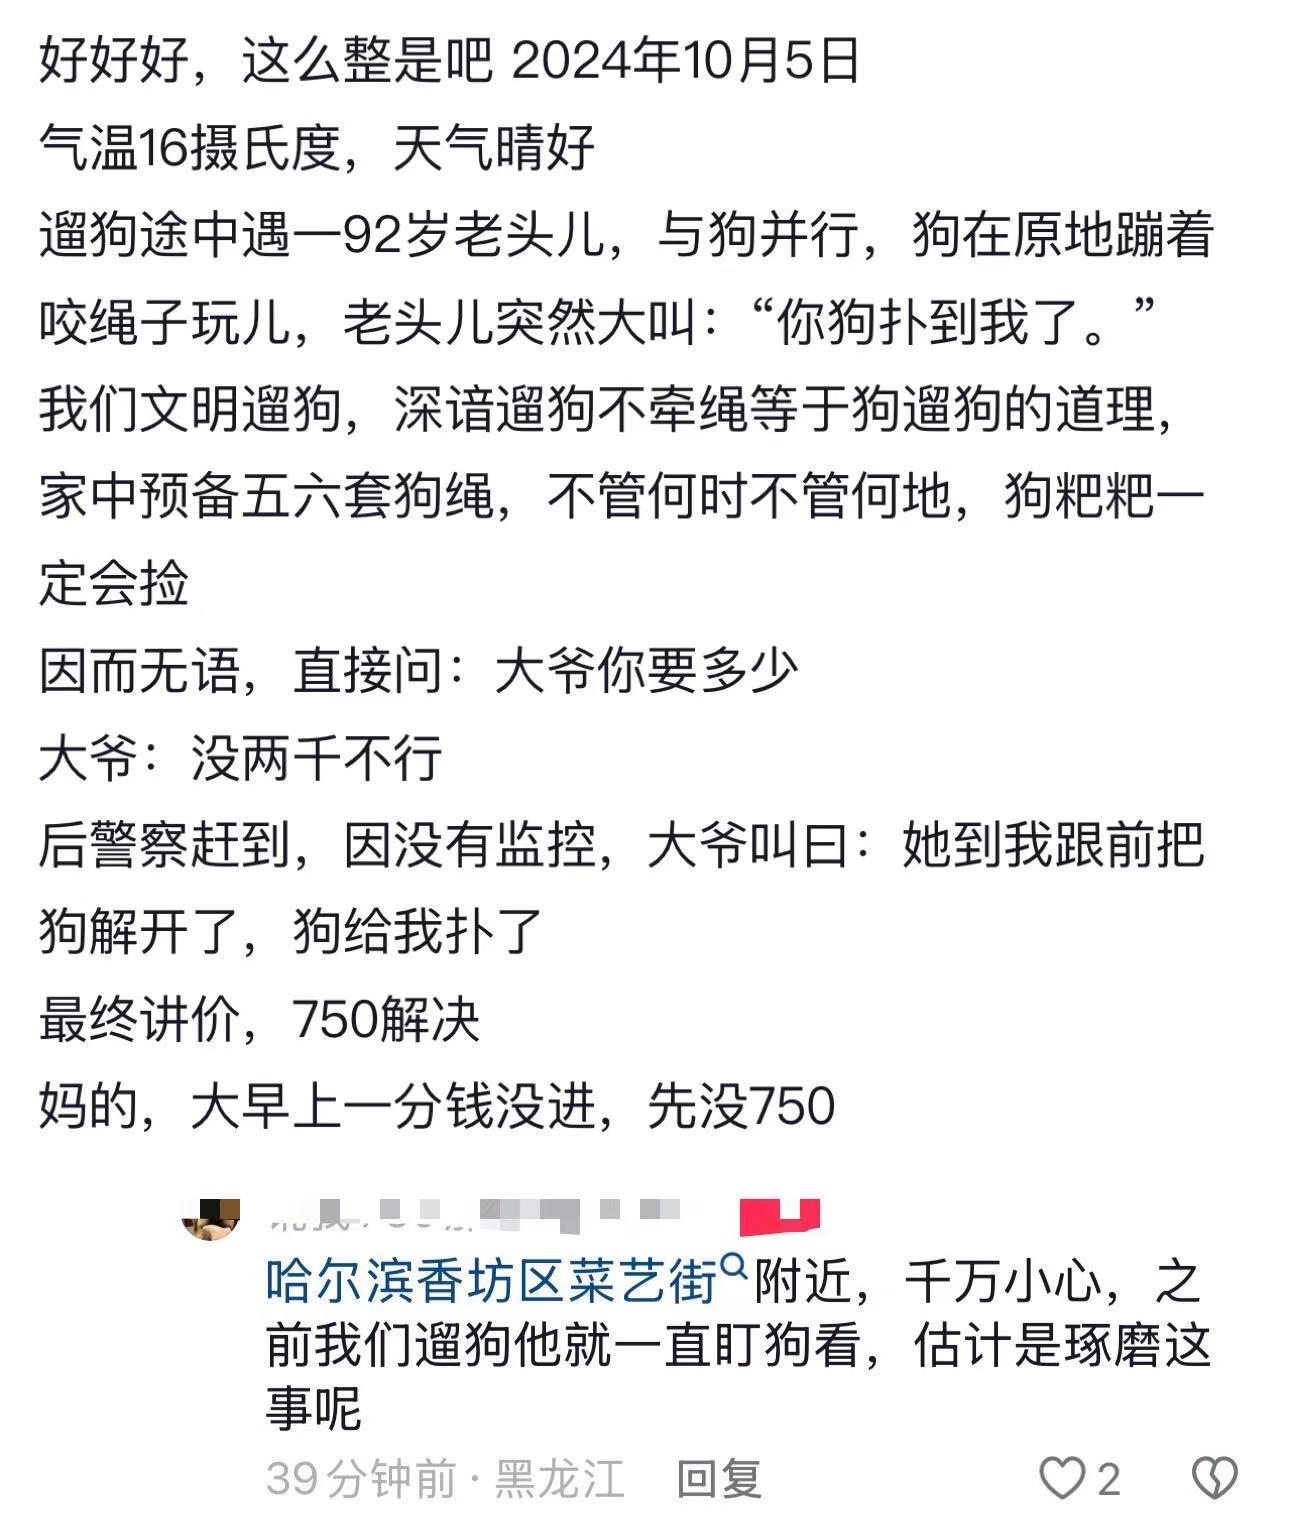 好好好，这么整是吧 2024年10月5日
气温16摄氏度，天气晴好
遛狗途中遇一92岁老头儿，与狗并行，狗在原地蹦着
咬绳子玩儿，老头儿突然大叫：“你狗扑到我了。”
我们文明遛狗，深谙遛狗不牵绳等于狗遛狗的道理，
家中预备五六套狗绳，不管何时不管何地，狗粑粑一
定会捡
因而无语，直接问：大爷你要多少
大爷：没两千不行
后警察赶到，因没有监控，大爷叫曰：她到我跟前把
狗解开了，狗给我扑了
最终讲价，750解决
妈的，大早上一分钱没进，先没750
哈尔滨香坊区菜艺街附近，千万小心，之
前我们遛狗他就一直盯狗看，估计是琢磨这
事呢
39分钟前·黑龙江 回复 2